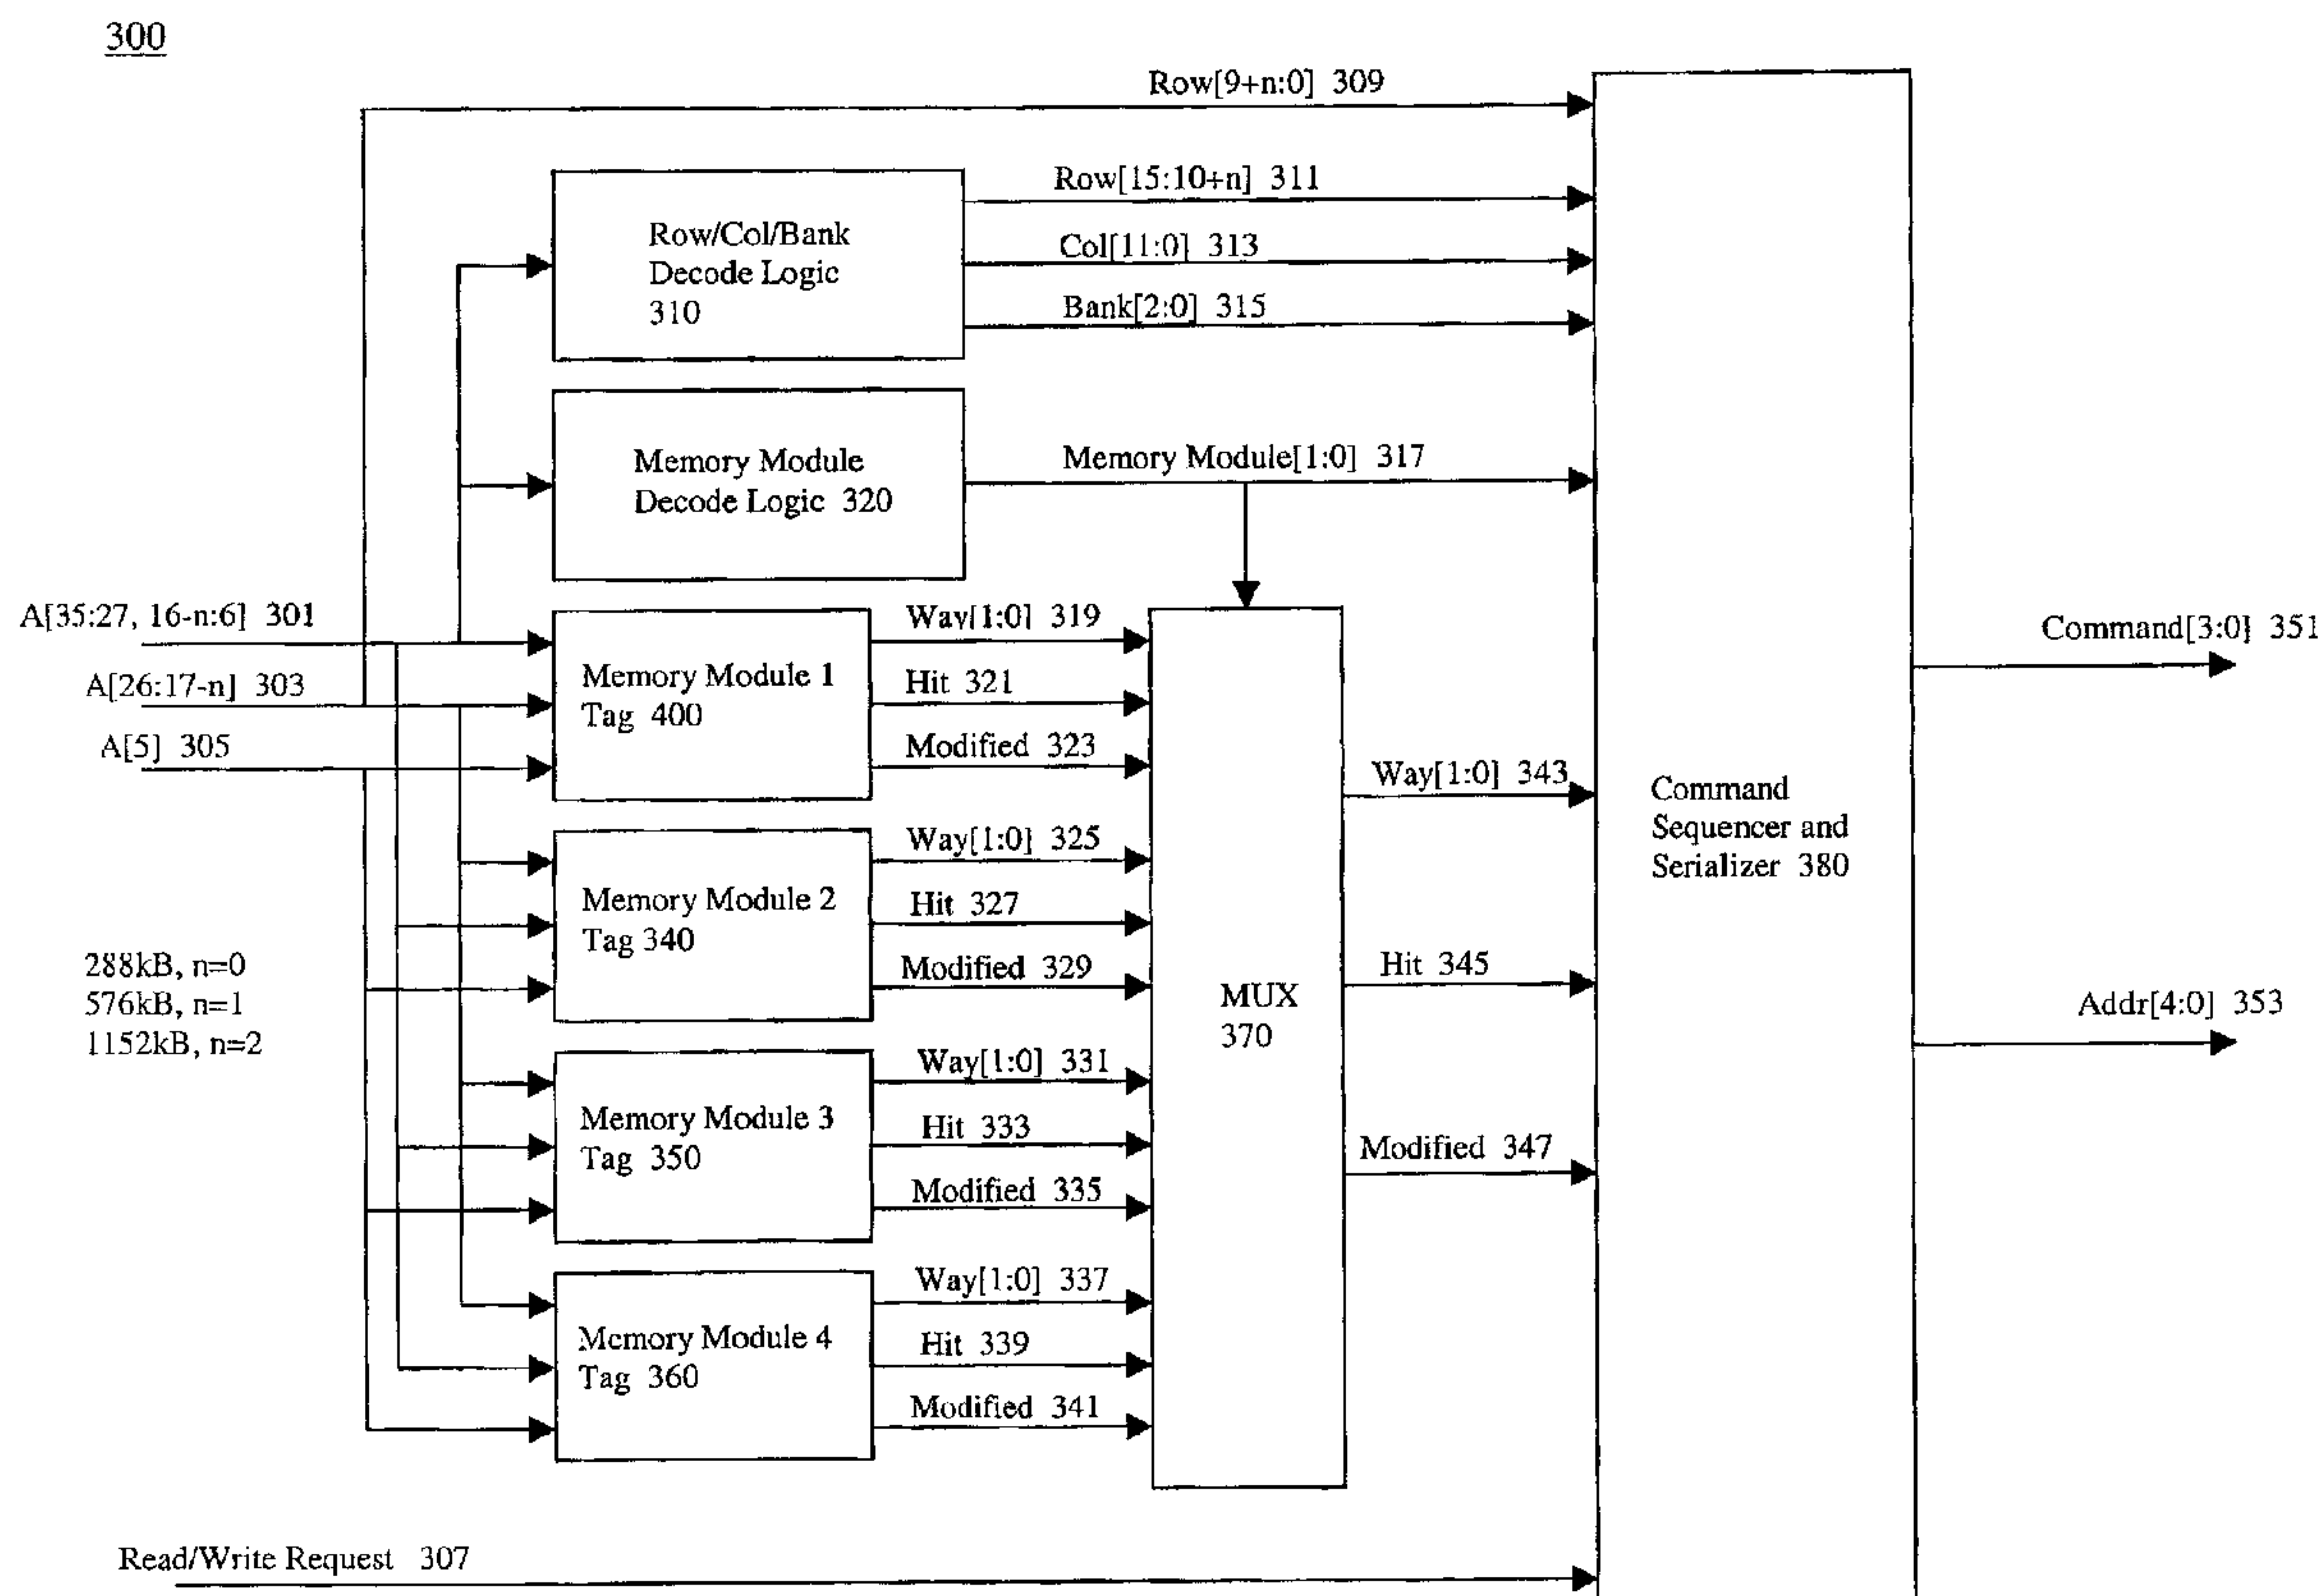 300
Row[9+n:0] 309
Row[15:10+n] 311
Row/Col/Bank
Decode Logic
310
Col[11:0] 313
Bank[2:0] 315
Memory Module
Decode Logic 320
Memory Module[1:0] 317
A[35:27, 16-n:6] 301
A[26:17-n] 303
A[5] 305
Memory Module 1
Tag 400
Way[1:0] 319
Hit 321
Modified 323
Memory Module 2
Tag 340
Way[1:0] 325
Hit 327
Modified 329
288kB, n=0
576kB, n=1
1152kB, n=2
Memory Module 3
Tag 350
Way[1:0] 331
Hit 333
Modified 335
Memory Module 4
Tag 360
Way[1:0] 337
Hit 339
Modified 341
MUX
370
Way[1:0] 343
Hit 345
Modified 347
Command
Sequencer and
Serializer 380
Command[3:0] 351
Addr[4:0] 353
Read/Write Request 307